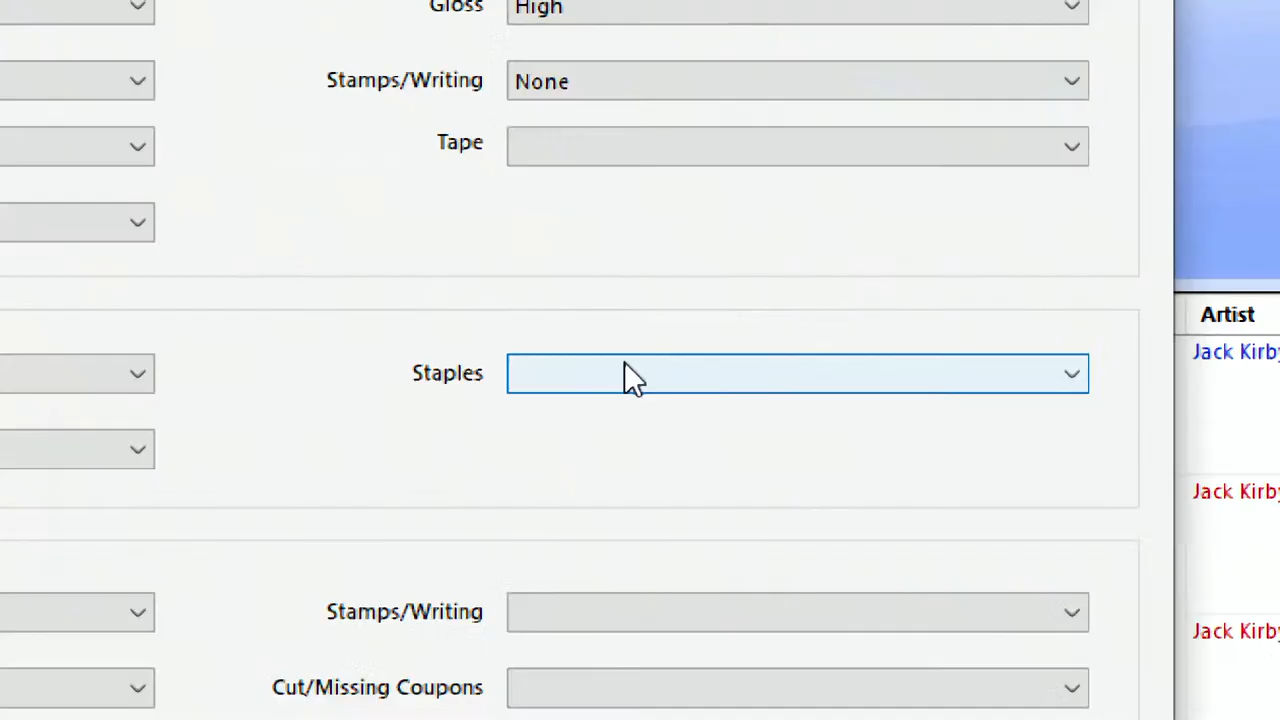 Gloss High
Stamps/Writing None
Tape
Artist
Jack Kirby
Staples
Jack Kirby
Stamps/Writing
Jack Kirby
Cut/Missing Coupons